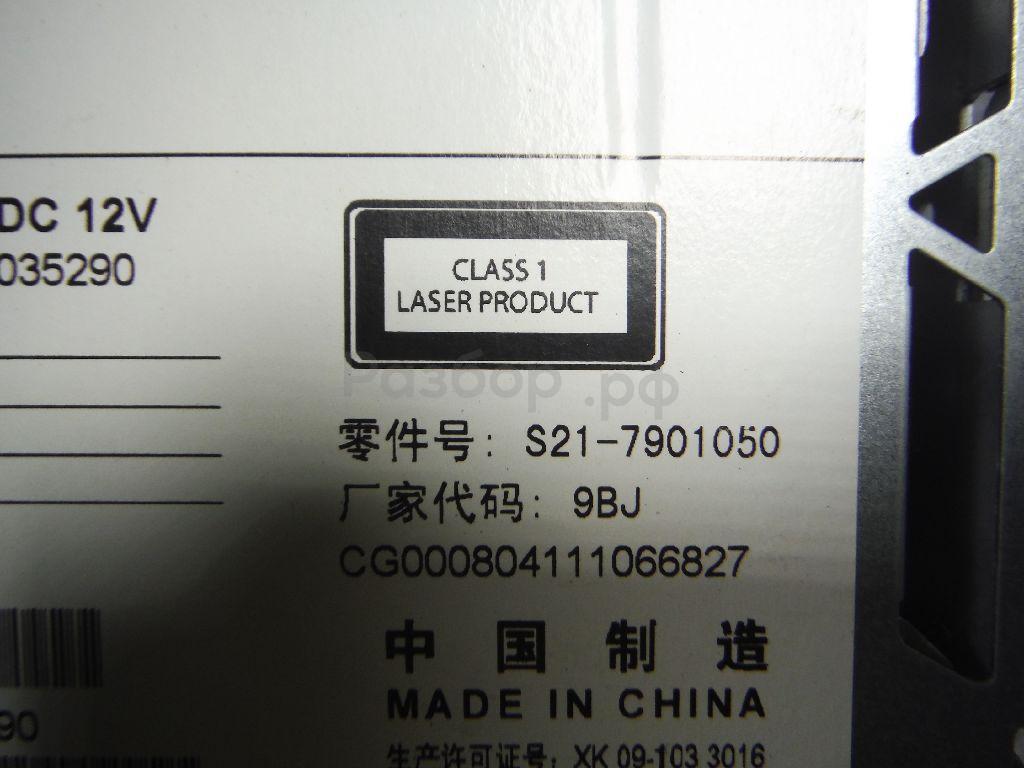 DC 12V
035290
CLASS 1
LASER PRODUCT
Разбор.рф
零件号: S21-7901050
厂家代码: 9BJ
CG000804111066827
中国制造
MADE IN CHINA
90
生产许可证号: XK 09-103 3016